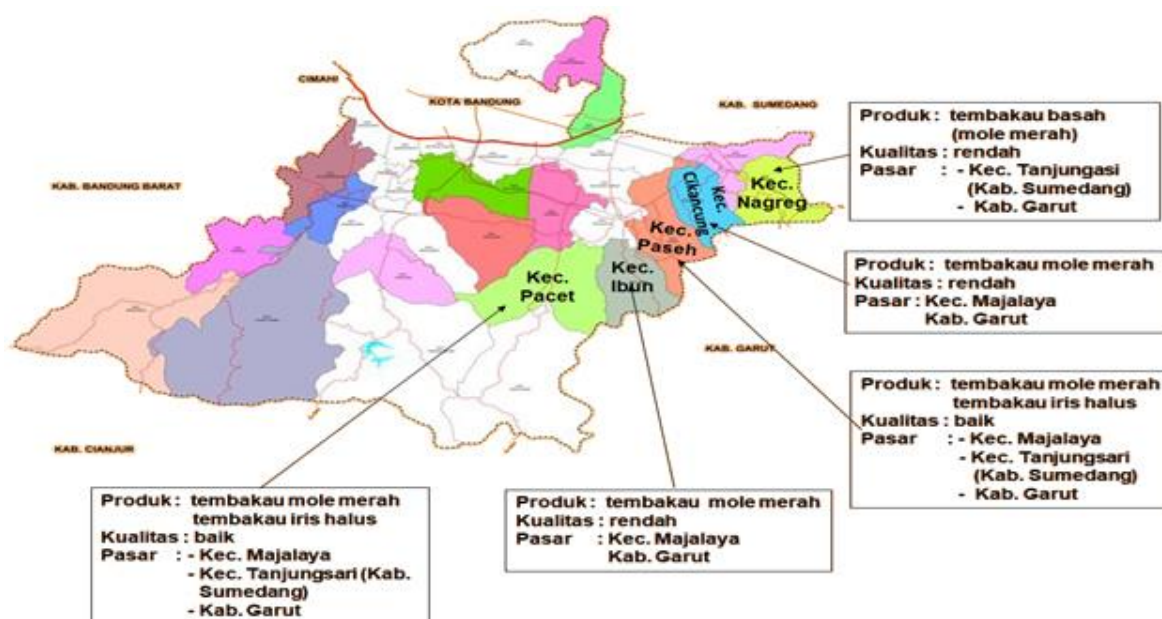 CIMAHI
KOTA BANDUNG
KAB. SUMEDANG
KAB. BANDUNG BARAT
Produk : tembakau basah
(mole merah)
Kualitas : rendah
Pasar : - Kec. Tanjungasi
(Kab. Sumedang)
- Kab. Garut
Kec.
Nagreg
Kec.
Cikancung
Kec.
Paseh
Kec.
Ibun
Kec.
Pacet
Produk : tembakau mole merah
Kualitas : rendah
Pasar : Kec. Majalaya
Kab. Garut
KAB. GARUT
Produk : tembakau mole merah
tembakau iris halus
Kualitas : baik
Pasar : - Kec. Majalaya
- Kec. Tanjungsari
(Kab. Sumedang)
- Kab. Garut
KAB. CIANJUR
Produk : tembakau mole merah
tembakau iris halus
Kualitas : baik
Pasar : - Kec. Majalaya
- Kec. Tanjungsari (Kab.
Sumedang)
- Kab. Garut
Produk : tembakau mole merah
Kualitas : rendah
Pasar : Kec. Majalaya
Kab. Garut